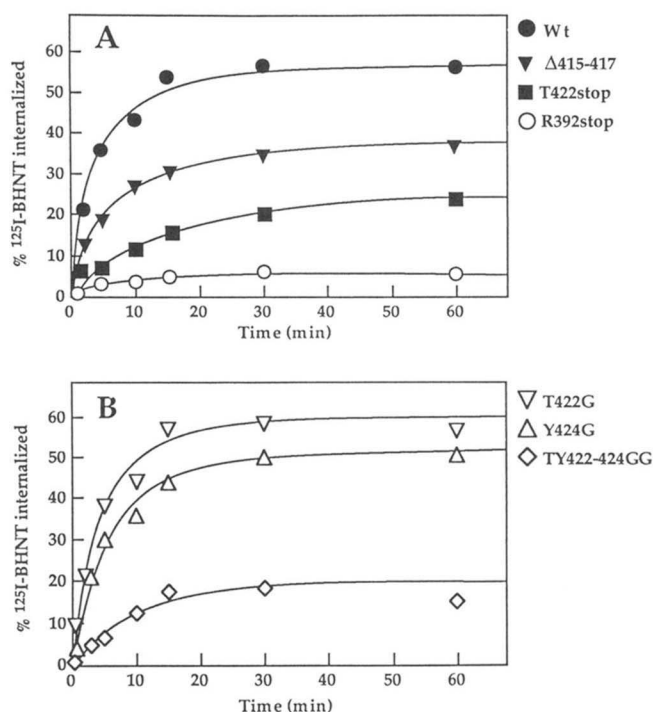 A
Wt
Δ415-417
T422stop
R392stop
% ¹²⁵I-BHNT internalized
60
50
40
30
20
10
0
0 10 20 30 40 50 60
Time (min)
B
T422G
Y424G
TY422-424GG
% ¹²⁵I-BHNT internalized
60
50
40
30
20
10
0
0 10 20 30 40 50 60
Time (min)